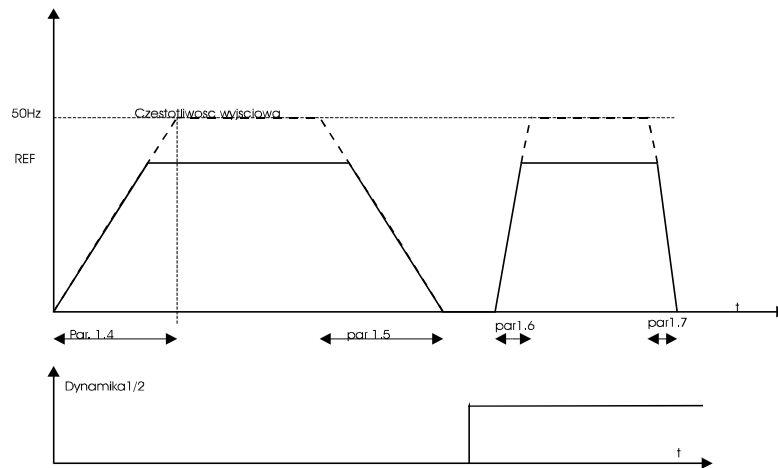 Czestotliwosc wyjsciowa
50Hz
REF
t
Par. 1.4
par 1.5
par1.6
par1.7
Dynamika1/2
t